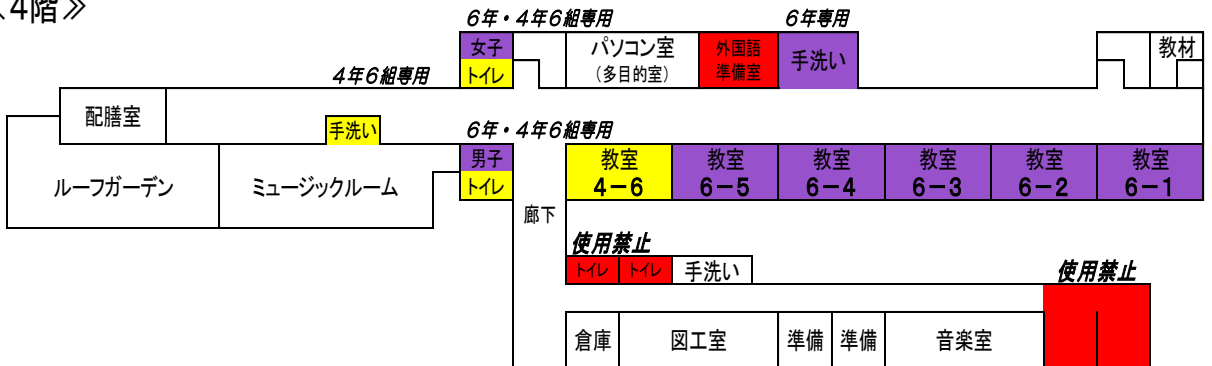 4階≫
6年・4年6組専用
6年専用
女子
トイレ
パソコン室
(多目的室)
外国語
準備室
手洗い
教材
4年6組専用
配膳室
手洗い
6年・4年6組専用
ルーフガーデン
ミュージックルーム
男子
トイレ
教室
4－6
教室
6－5
教室
6－4
教室
6－3
教室
6－2
教室
6－1
廊下
使用禁止
トイレ
トイレ
手洗い
使用禁止
倉庫
図工室
準備
準備
音楽室